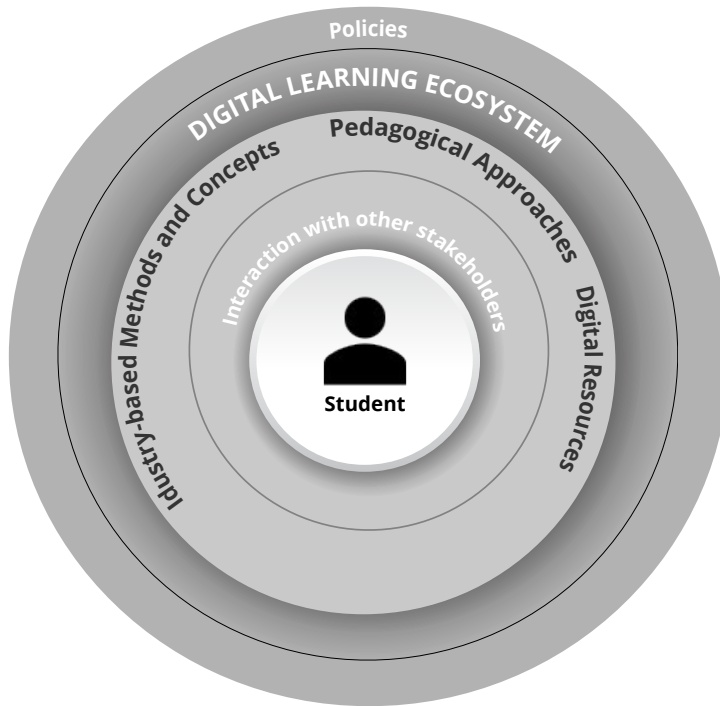 Policies
DIGITAL LEARNING ECOSYSTEM
Idustry-based Methods and Concepts
Pedagogical Approaches
Digital Resources
Interaction with other stakeholders
Student